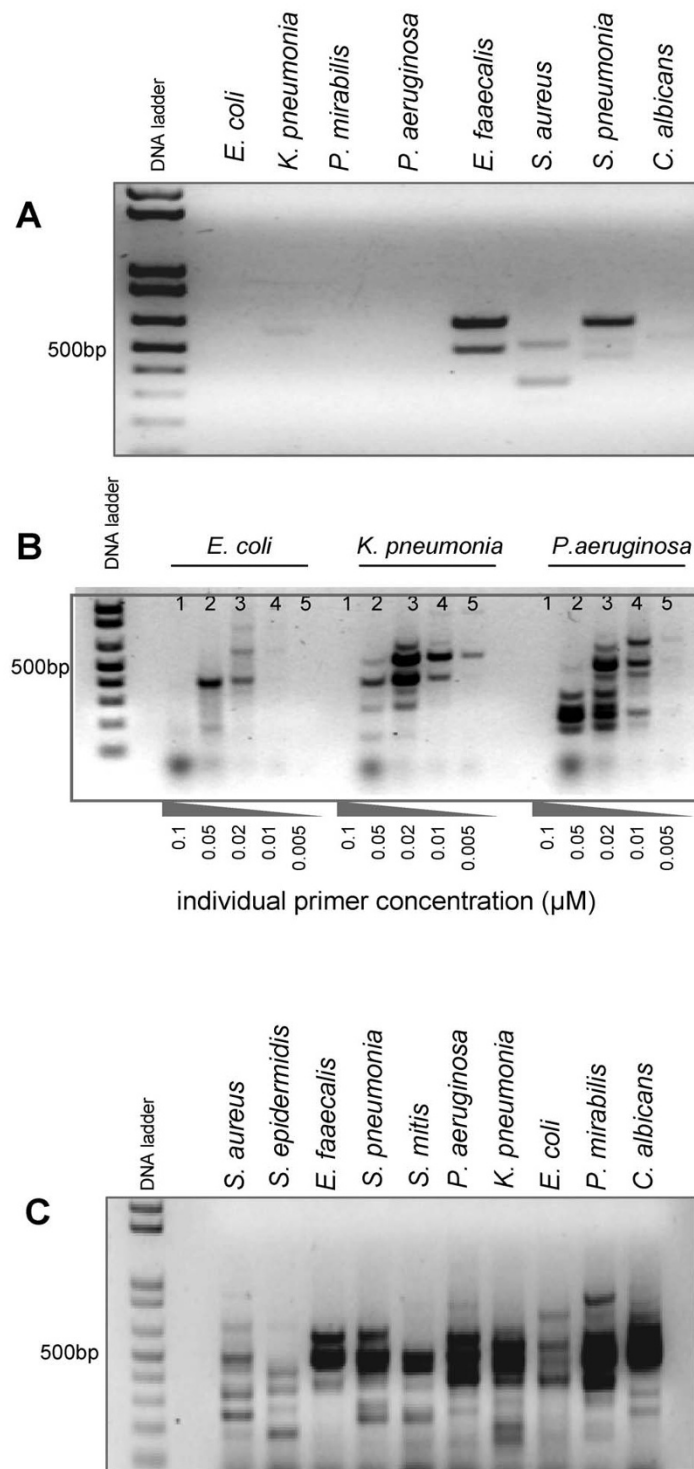 DNA ladder
E. coli
K. pneumonia
P. mirabilis
P. aeruginosa
E. faaecalis
S. aureus
S. pneumonia
C. albicans
A
500bp
B
DNA ladder
E. coli K. pneumonia P.aeruginosa
1 2 3 4 5 1 2 3 4 5 1 2 3 4 5
500bp
0.1 0.05 0.02 0.01 0.005 0.1 0.05 0.02 0.01 0.005 0.1 0.05 0.02 0.01 0.005
individual primer concentration (µM)
DNA ladder
S. aureus
S. epidermidis
E. faaecalis
S. pneumonia
S. mitis
P. aeruginosa
K. pneumonia
E. coli
P. mirabilis
C. albicans
C
500bp